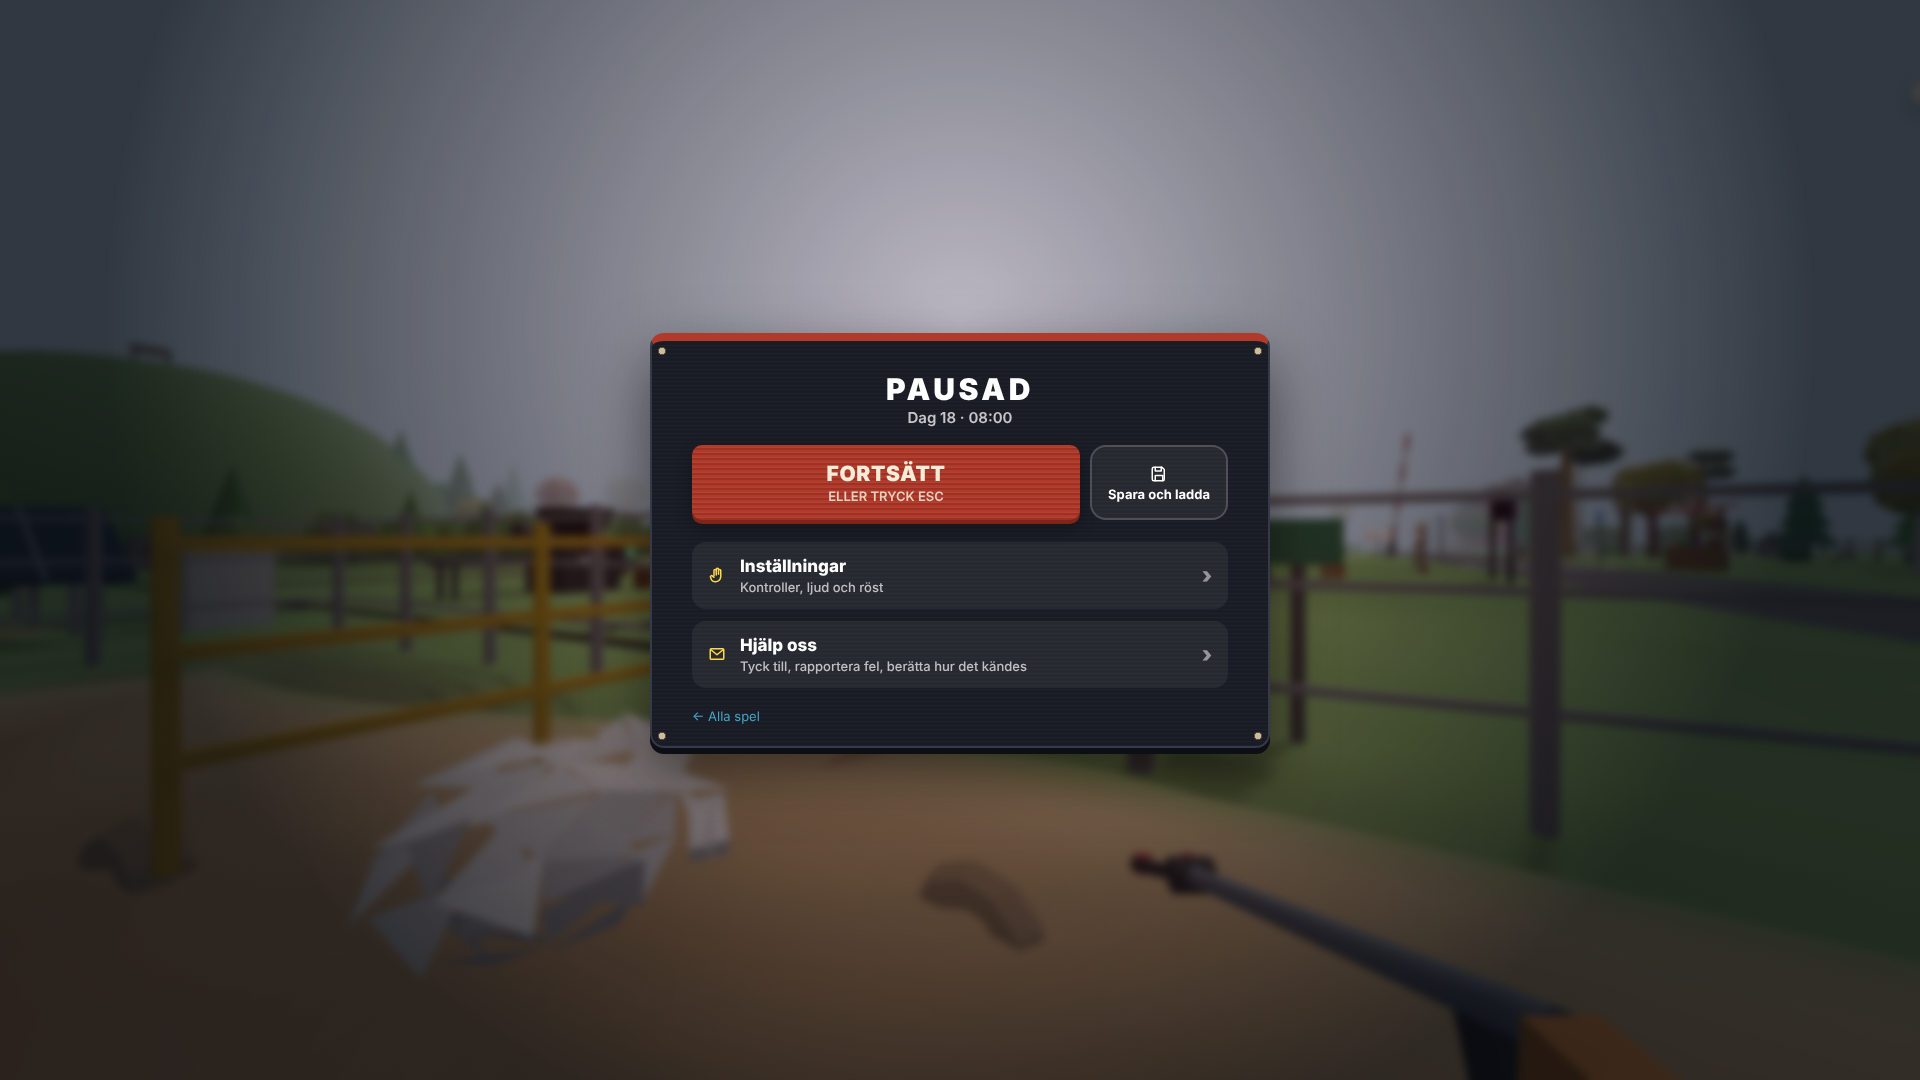 PAUSAD
Dag 18 · 08:00
FORTSÄTT
ELLER TRYCK ESC
Spara och ladda
Inställningar
Kontroller, ljud och röst
Hjälp oss
Tyck till, rapportera fel, berätta hur det kändes
← Alla spel